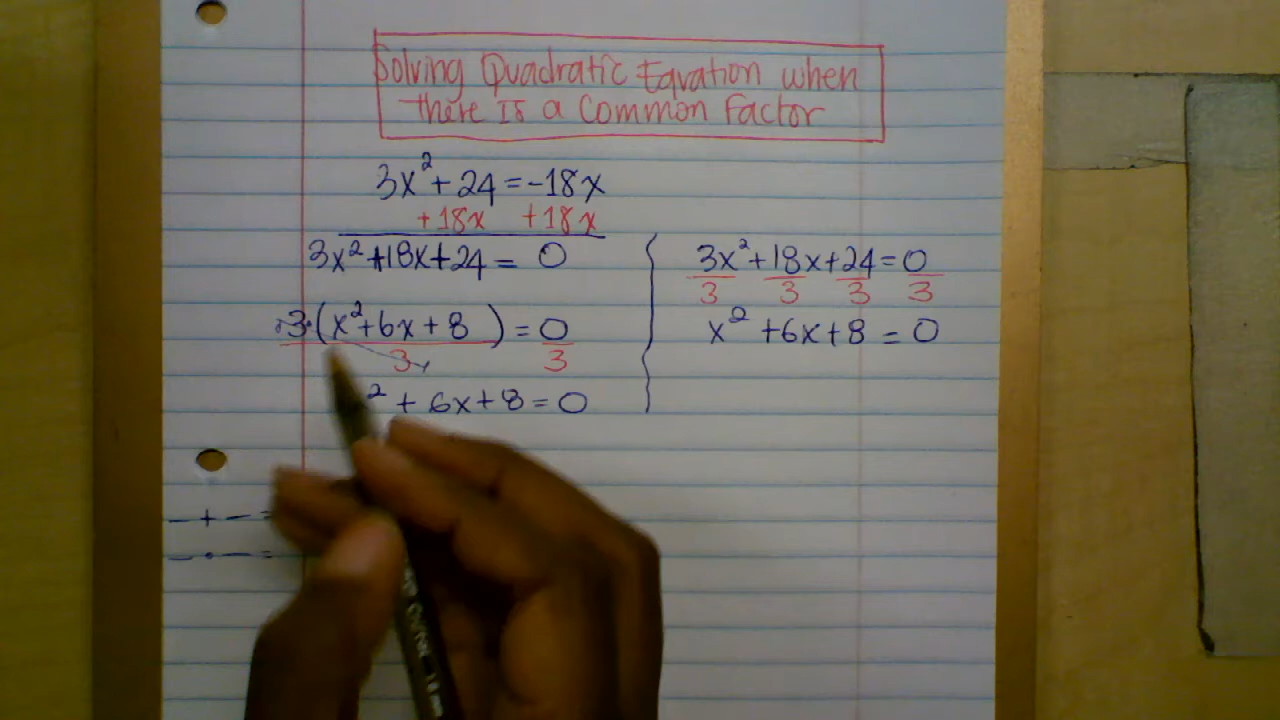 Solving Quadratic Equation when
there Is a Common Factor
3x² + 24 = -18x
+18x +18x
3x² + 18x + 24 = 0
3(x² + 6x + 8) = 0
3 3
² + 6x + 8 = 0
_ + _ =
_ · _ =
3x² + 18x + 24 = 0
3 3 3 3
x² + 6x + 8 = 0